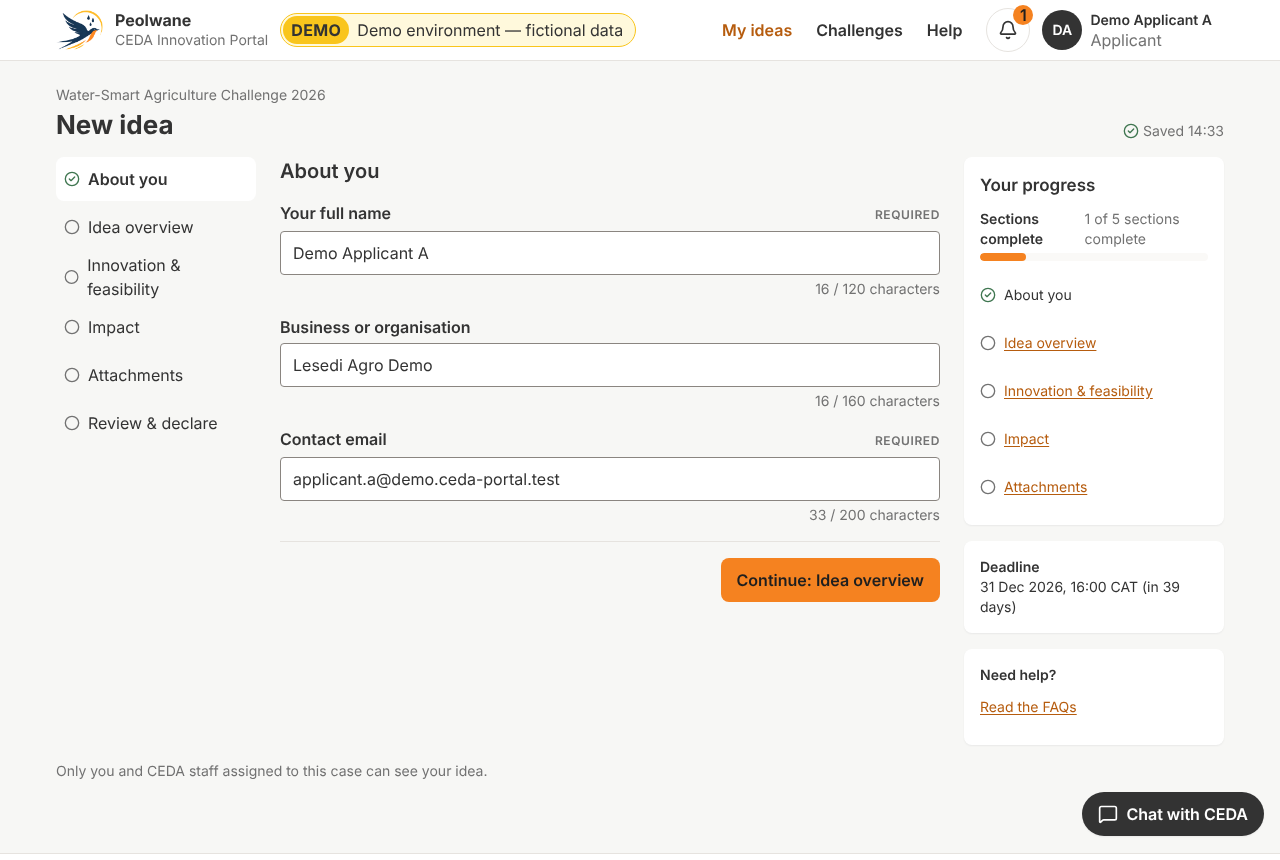 Peolwane
CEDA Innovation Portal
DEMO Demo environment — fictional data
My ideas
Challenges
Help
1
DA
Demo Applicant A
Applicant
Water-Smart Agriculture Challenge 2026
New idea
Saved 14:33
About you
Idea overview
Innovation &
feasibility
Impact
Attachments
Review & declare
About you
Your full name
REQUIRED
Demo Applicant A
16 / 120 characters
Business or organisation
Lesedi Agro Demo
16 / 160 characters
Contact email
REQUIRED
applicant.a@demo.ceda-portal.test
33 / 200 characters
Continue: Idea overview
Your progress
Sections
complete
1 of 5 sections
complete
About you
Idea overview
Innovation & feasibility
Impact
Attachments
Deadline
31 Dec 2026, 16:00 CAT (in 39
days)
Need help?
Read the FAQs
Only you and CEDA staff assigned to this case can see your idea.
Chat with CEDA